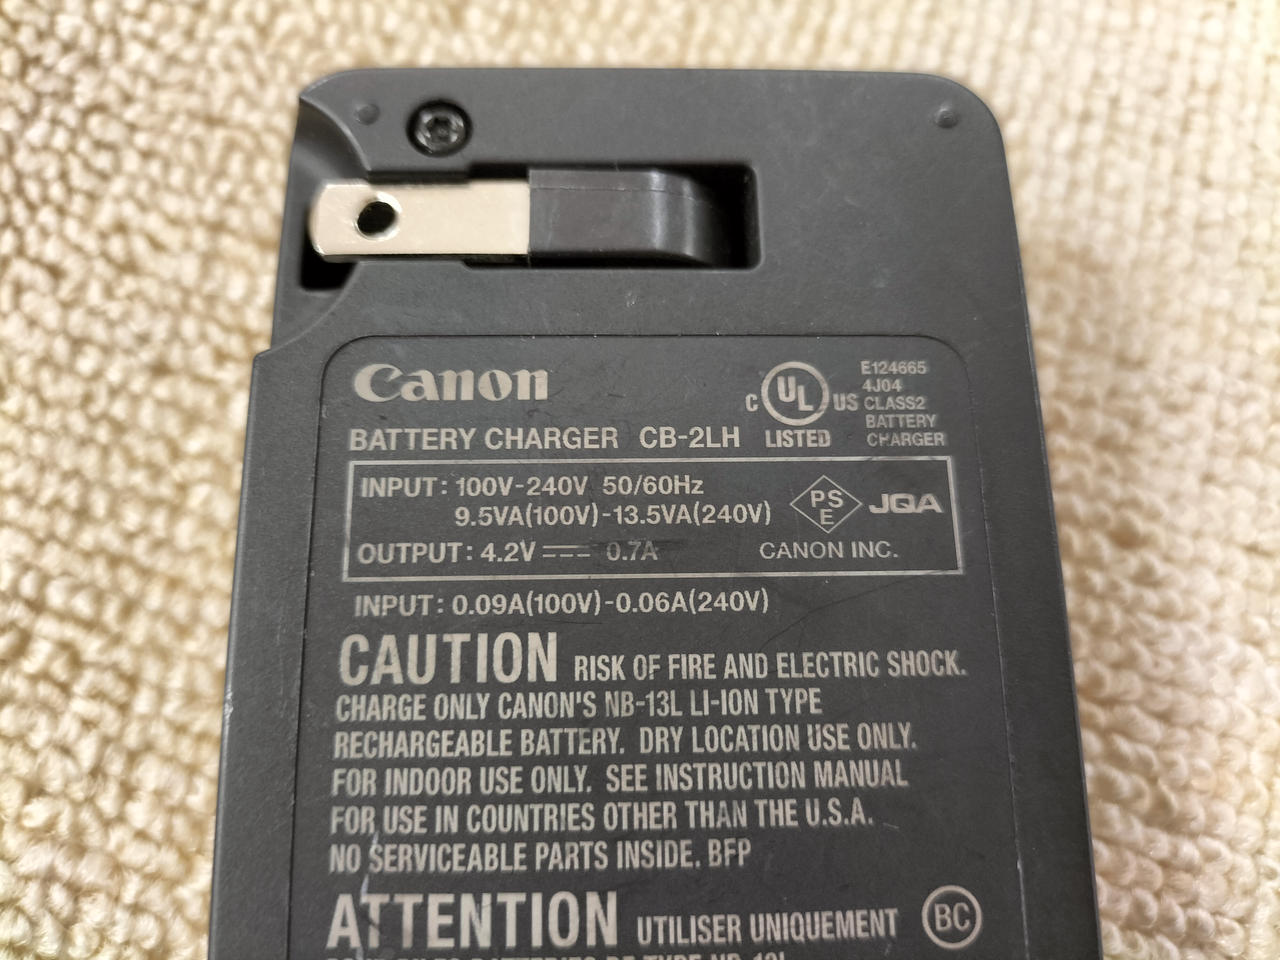 Canon
C UL US
LISTED
E124665
4J04
CLASS2
BATTERY
CHARGER
BATTERY CHARGER CB-2LH
INPUT: 100V-240V 50/60Hz
9.5VA(100V)-13.5VA(240V)
PS
E
JQA
OUTPUT: 4.2V 0.7A
CANON INC.
INPUT: 0.09A(100V)-0.06A(240V)
CAUTION RISK OF FIRE AND ELECTRIC SHOCK.
CHARGE ONLY CANON'S NB-13L LI-ION TYPE
RECHARGEABLE BATTERY. DRY LOCATION USE ONLY.
FOR INDOOR USE ONLY. SEE INSTRUCTION MANUAL
FOR USE IN COUNTRIES OTHER THAN THE U.S.A.
NO SERVICEABLE PARTS INSIDE. BFP
ATTENTION UTILISER UNIQUEMENT
BC